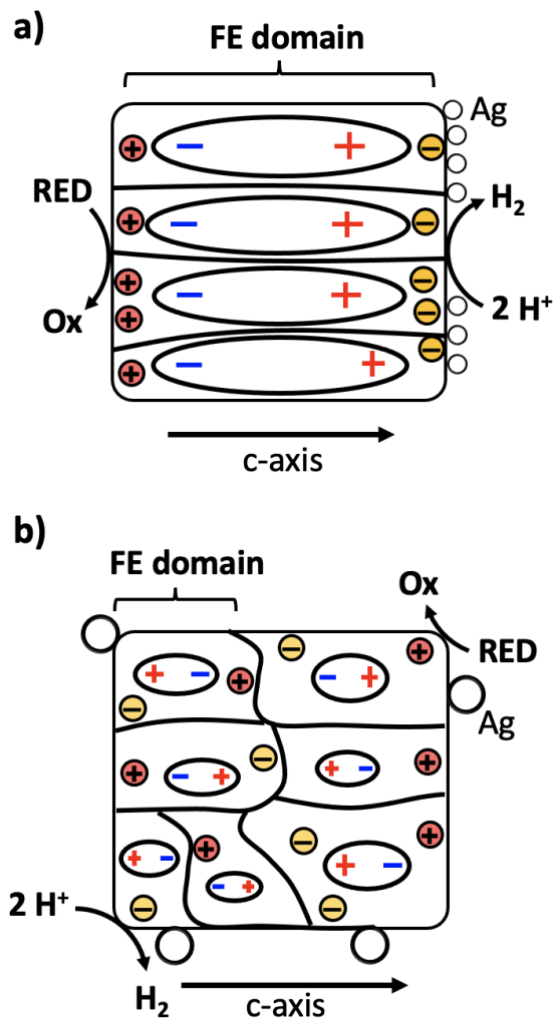 a)
FE domain
Ag
RED
H₂
Ox
2 H⁺
c-axis
b)
FE domain
Ox
RED
Ag
2 H⁺
H₂
c-axis